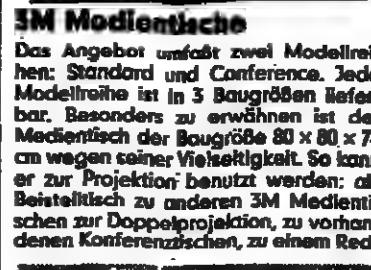 3M Medientische
Das Angebot umfaßt zwei Modellrei
hen: Standard und Conference. Jede
Modellreihe ist in 3 Baugrößen liefer
bar. Besonders zu erwähnen ist de
Medientisch der Baugröße 80 x 80 x 7
cm wegen seiner Vielseitigkeit. So kan
er zur Projektion benutzt werden: al
Beistelltisch zu anderen 3M Medienti
schen zur Doppelprojektion, zu vorhan
denen Konferenztischen, zu einem Red